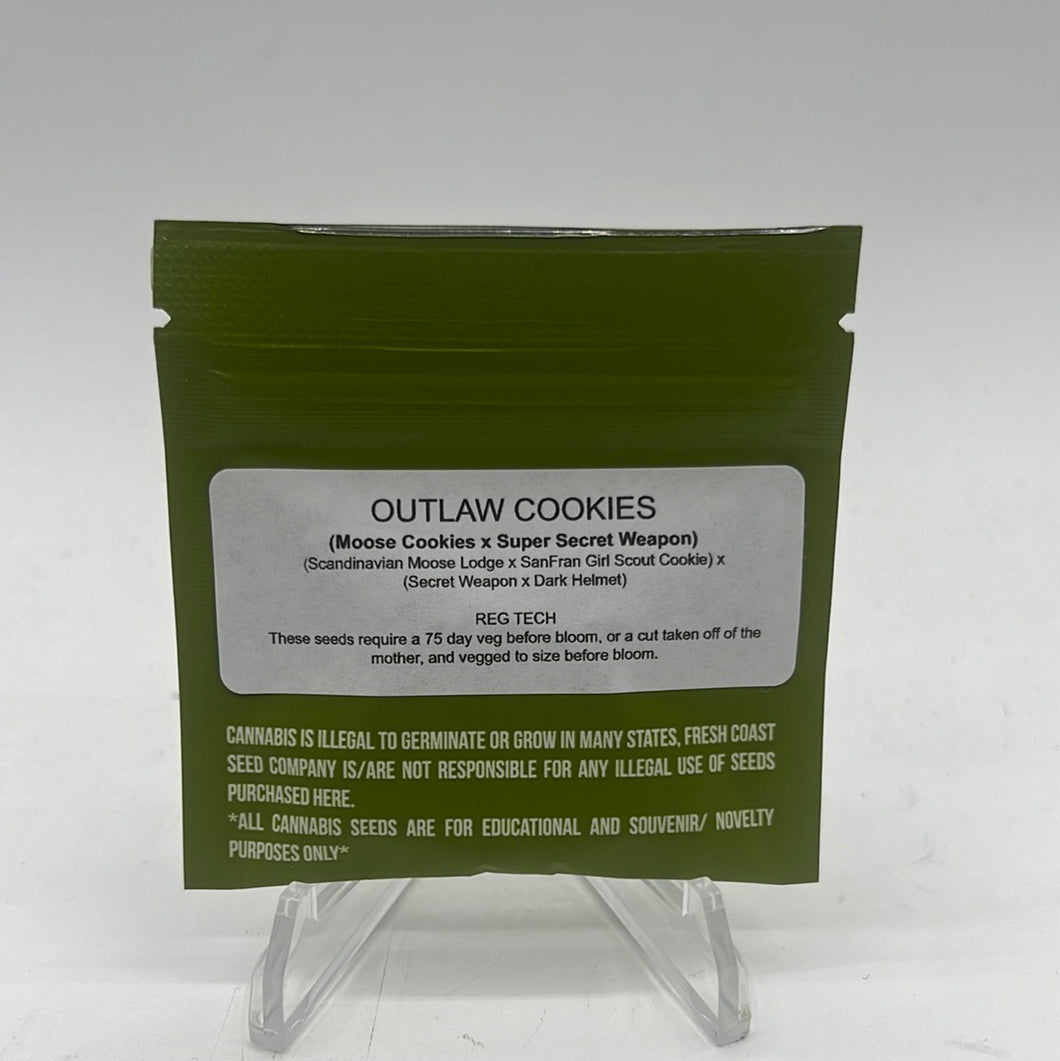 OUTLAW COOKIES
(Moose Cookies x Super Secret Weapon)
(Scandinavian Moose Lodge x SanFran Girl Scout Cookie) x
(Secret Weapon x Dark Helmet)
REG TECH
These seeds require a 75 day veg before bloom, or a cut taken off of the
mother, and vegged to size before bloom.
CANNABIS IS ILLEGAL TO GERMINATE OR GROW IN MANY STATES, FRESH COAST
SEED COMPANY IS/ARE NOT RESPONSIBLE FOR ANY ILLEGAL USE OF SEEDS
PURCHASED HERE.
*ALL CANNABIS SEEDS ARE FOR EDUCATIONAL AND SOUVENIR/ NOVELTY
PURPOSES ONLY*